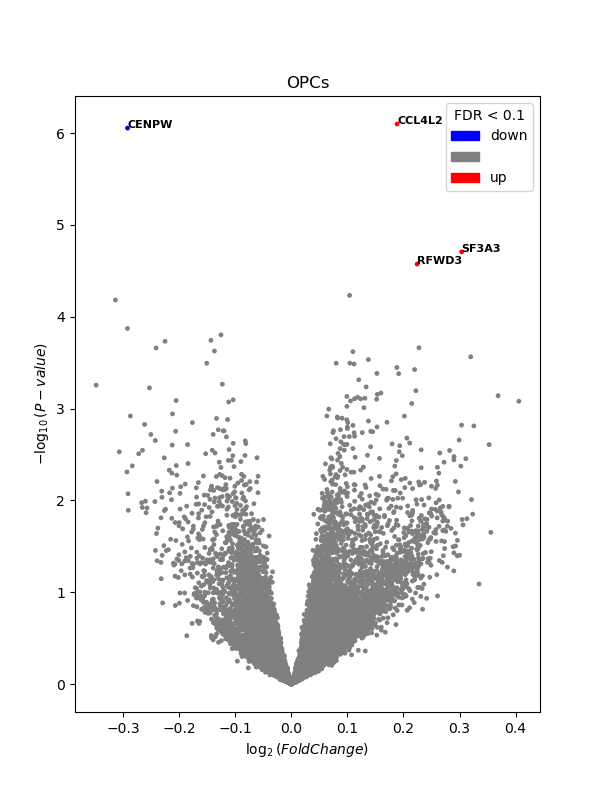 OPCs
CENPW
CCL4L2
FDR < 0.1
down
up
SF3A3
RFWD3
6
5
4
3
2
1
0
−log10(P − value)
−0.3 −0.2 −0.1 0.0 0.1 0.2 0.3 0.4
log2(FoldChange)